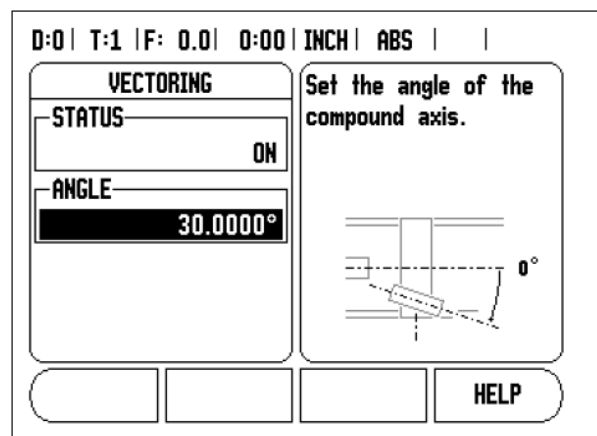 D:0 | T:1 | F: 0.0 | 0:00 | INCH | ABS | |
VECTORING
STATUS
ON
ANGLE
30.0000°
Set the angle of the
compound axis.
0°
HELP